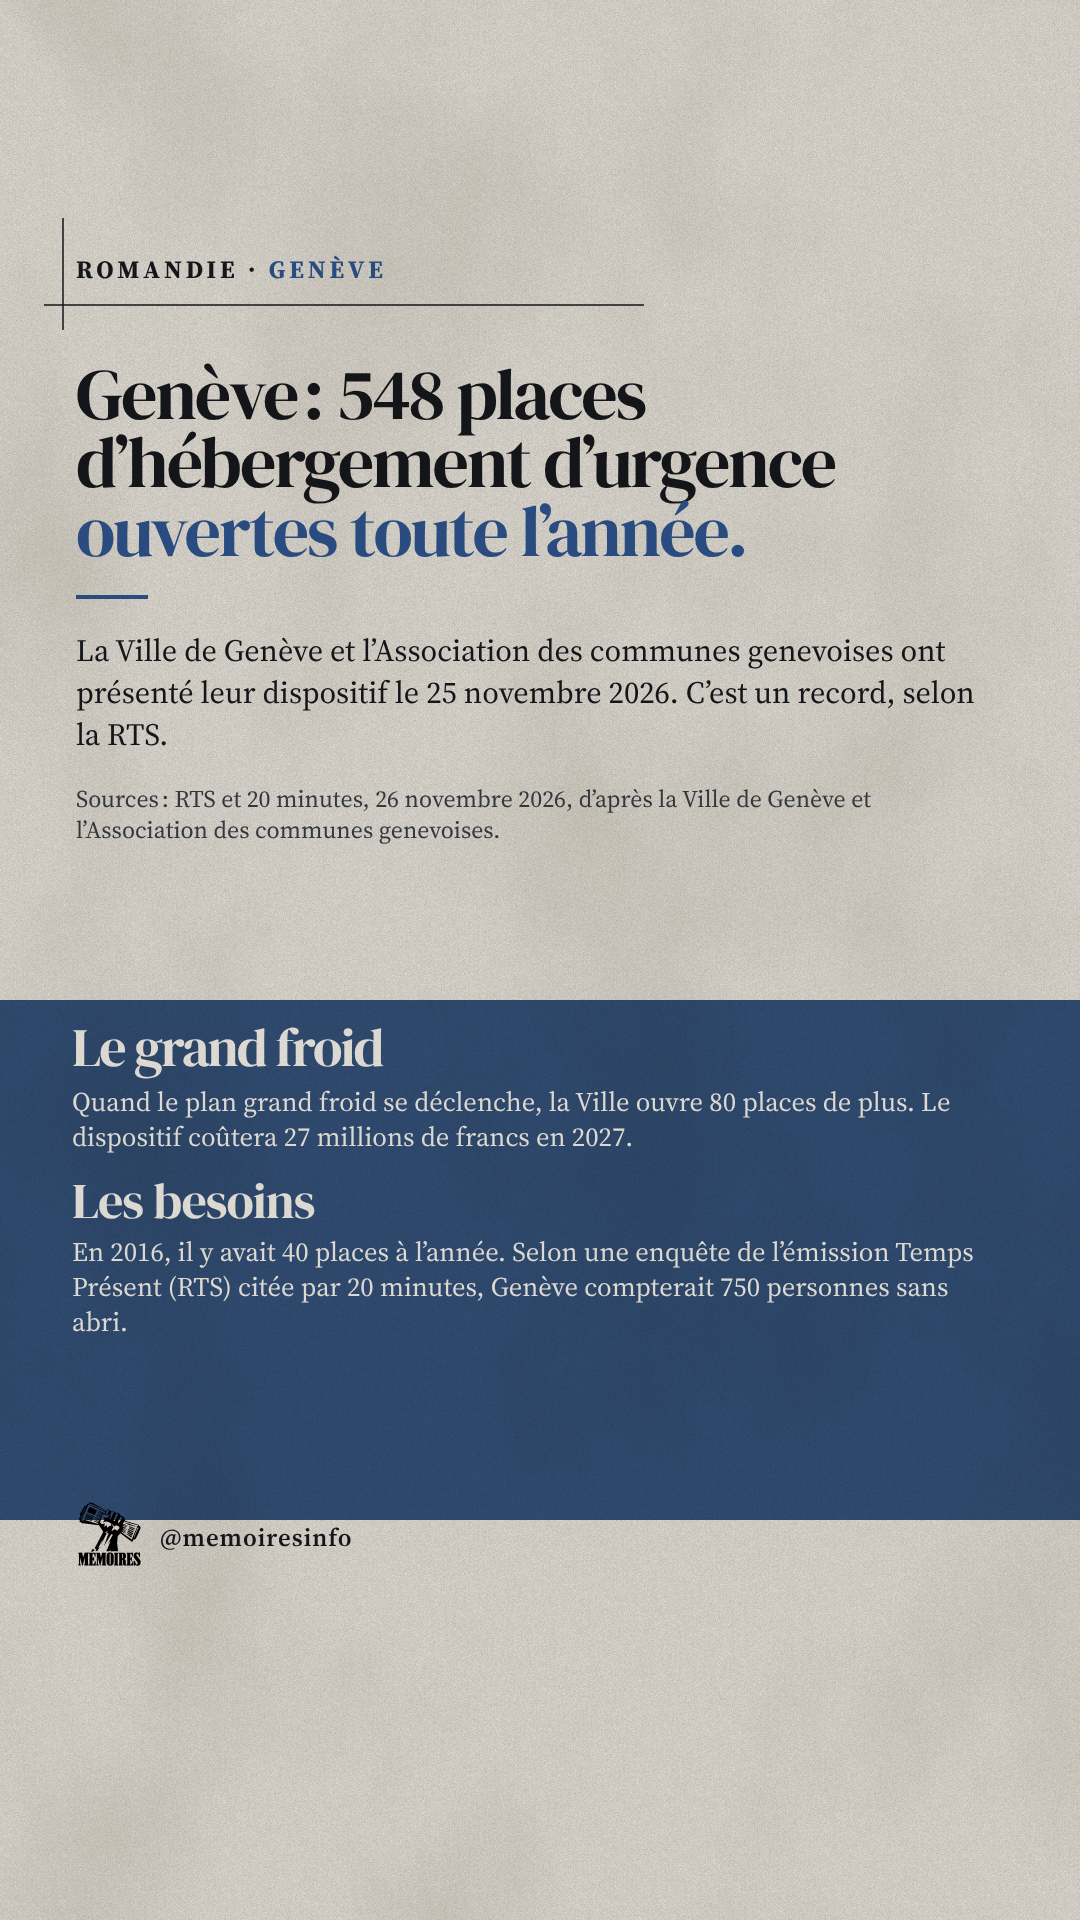 ROMANDIE · GENÈVE
Genève : 548 places
d’hébergement d’urgence
ouvertes toute l’année.
La Ville de Genève et l’Association des communes genevoises ont
présenté leur dispositif le 25 novembre 2026. C’est un record, selon
la RTS.
Sources : RTS et 20 minutes, 26 novembre 2026, d’après la Ville de Genève et
l’Association des communes genevoises.
Le grand froid
Quand le plan grand froid se déclenche, la Ville ouvre 80 places de plus. Le
dispositif coûtera 27 millions de francs en 2027.
Les besoins
En 2016, il y avait 40 places à l’année. Selon une enquête de l’émission Temps
Présent (RTS) citée par 20 minutes, Genève compterait 750 personnes sans
abri.
MÉMOIRES
@memoiresinfo